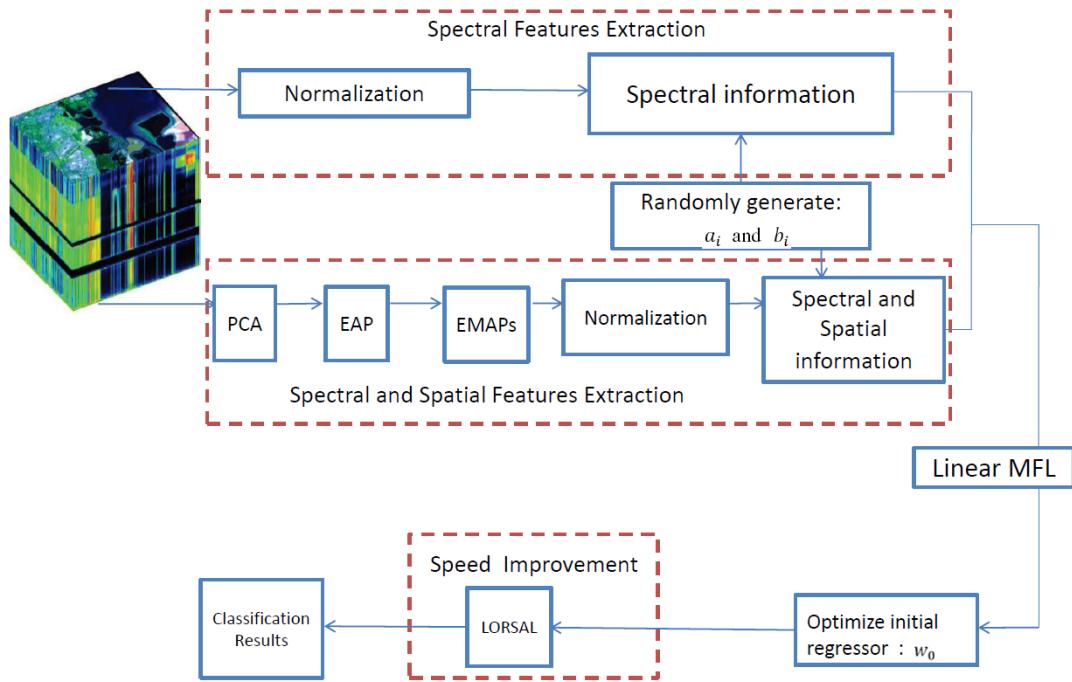 Spectral Features Extraction
Normalization
Spectral information
Randomly generate:
a_i and b_i
PCA
EAP
EMAPs
Normalization
Spectral and
Spatial
information
Spectral and Spatial Features Extraction
Linear MFL
Speed Improvement
Classification
Results
LORSAL
Optimize initial
regressor : w_0